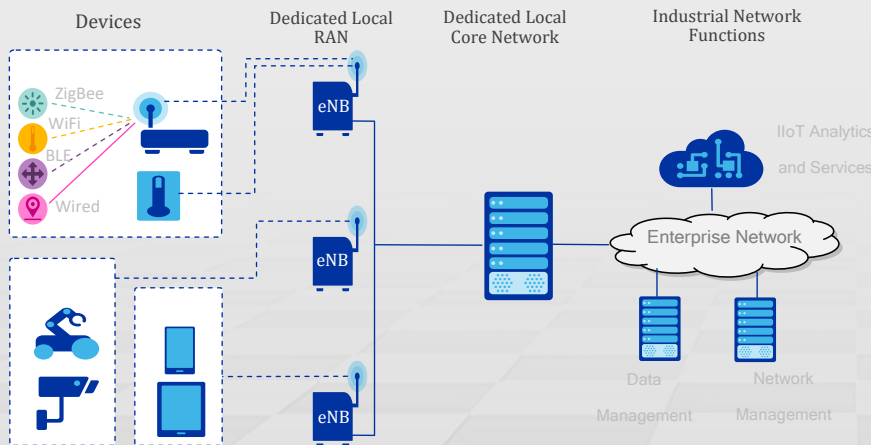 Devices
Dedicated Local
RAN
Dedicated Local
Core Network
Industrial Network
Functions
ZigBee
WiFi
BLE
Wired
eNB
eNB
eNB
IIoT Analytics
and Services
Enterprise Network
Data
Management
Network
Management